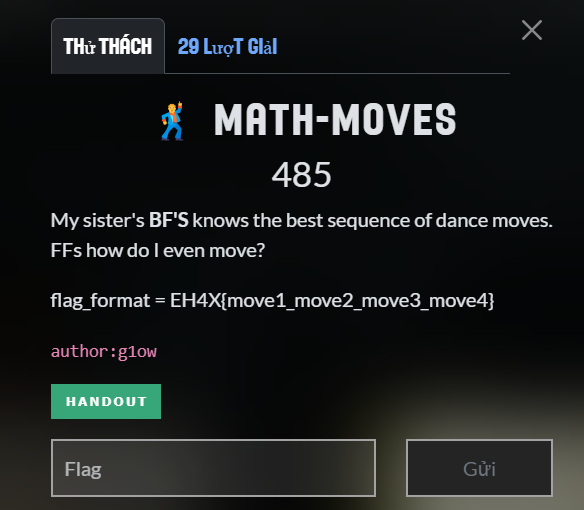 THử THÁCH
29 LượT GIảI
🕺 MATH-MOVES
485
My sister's BF'S knows the best sequence of dance moves.
FFs how do I even move?
flag_format = EH4X{move1_move2_move3_move4}
author:g1ow
HANDOUT
Flag
Gửi